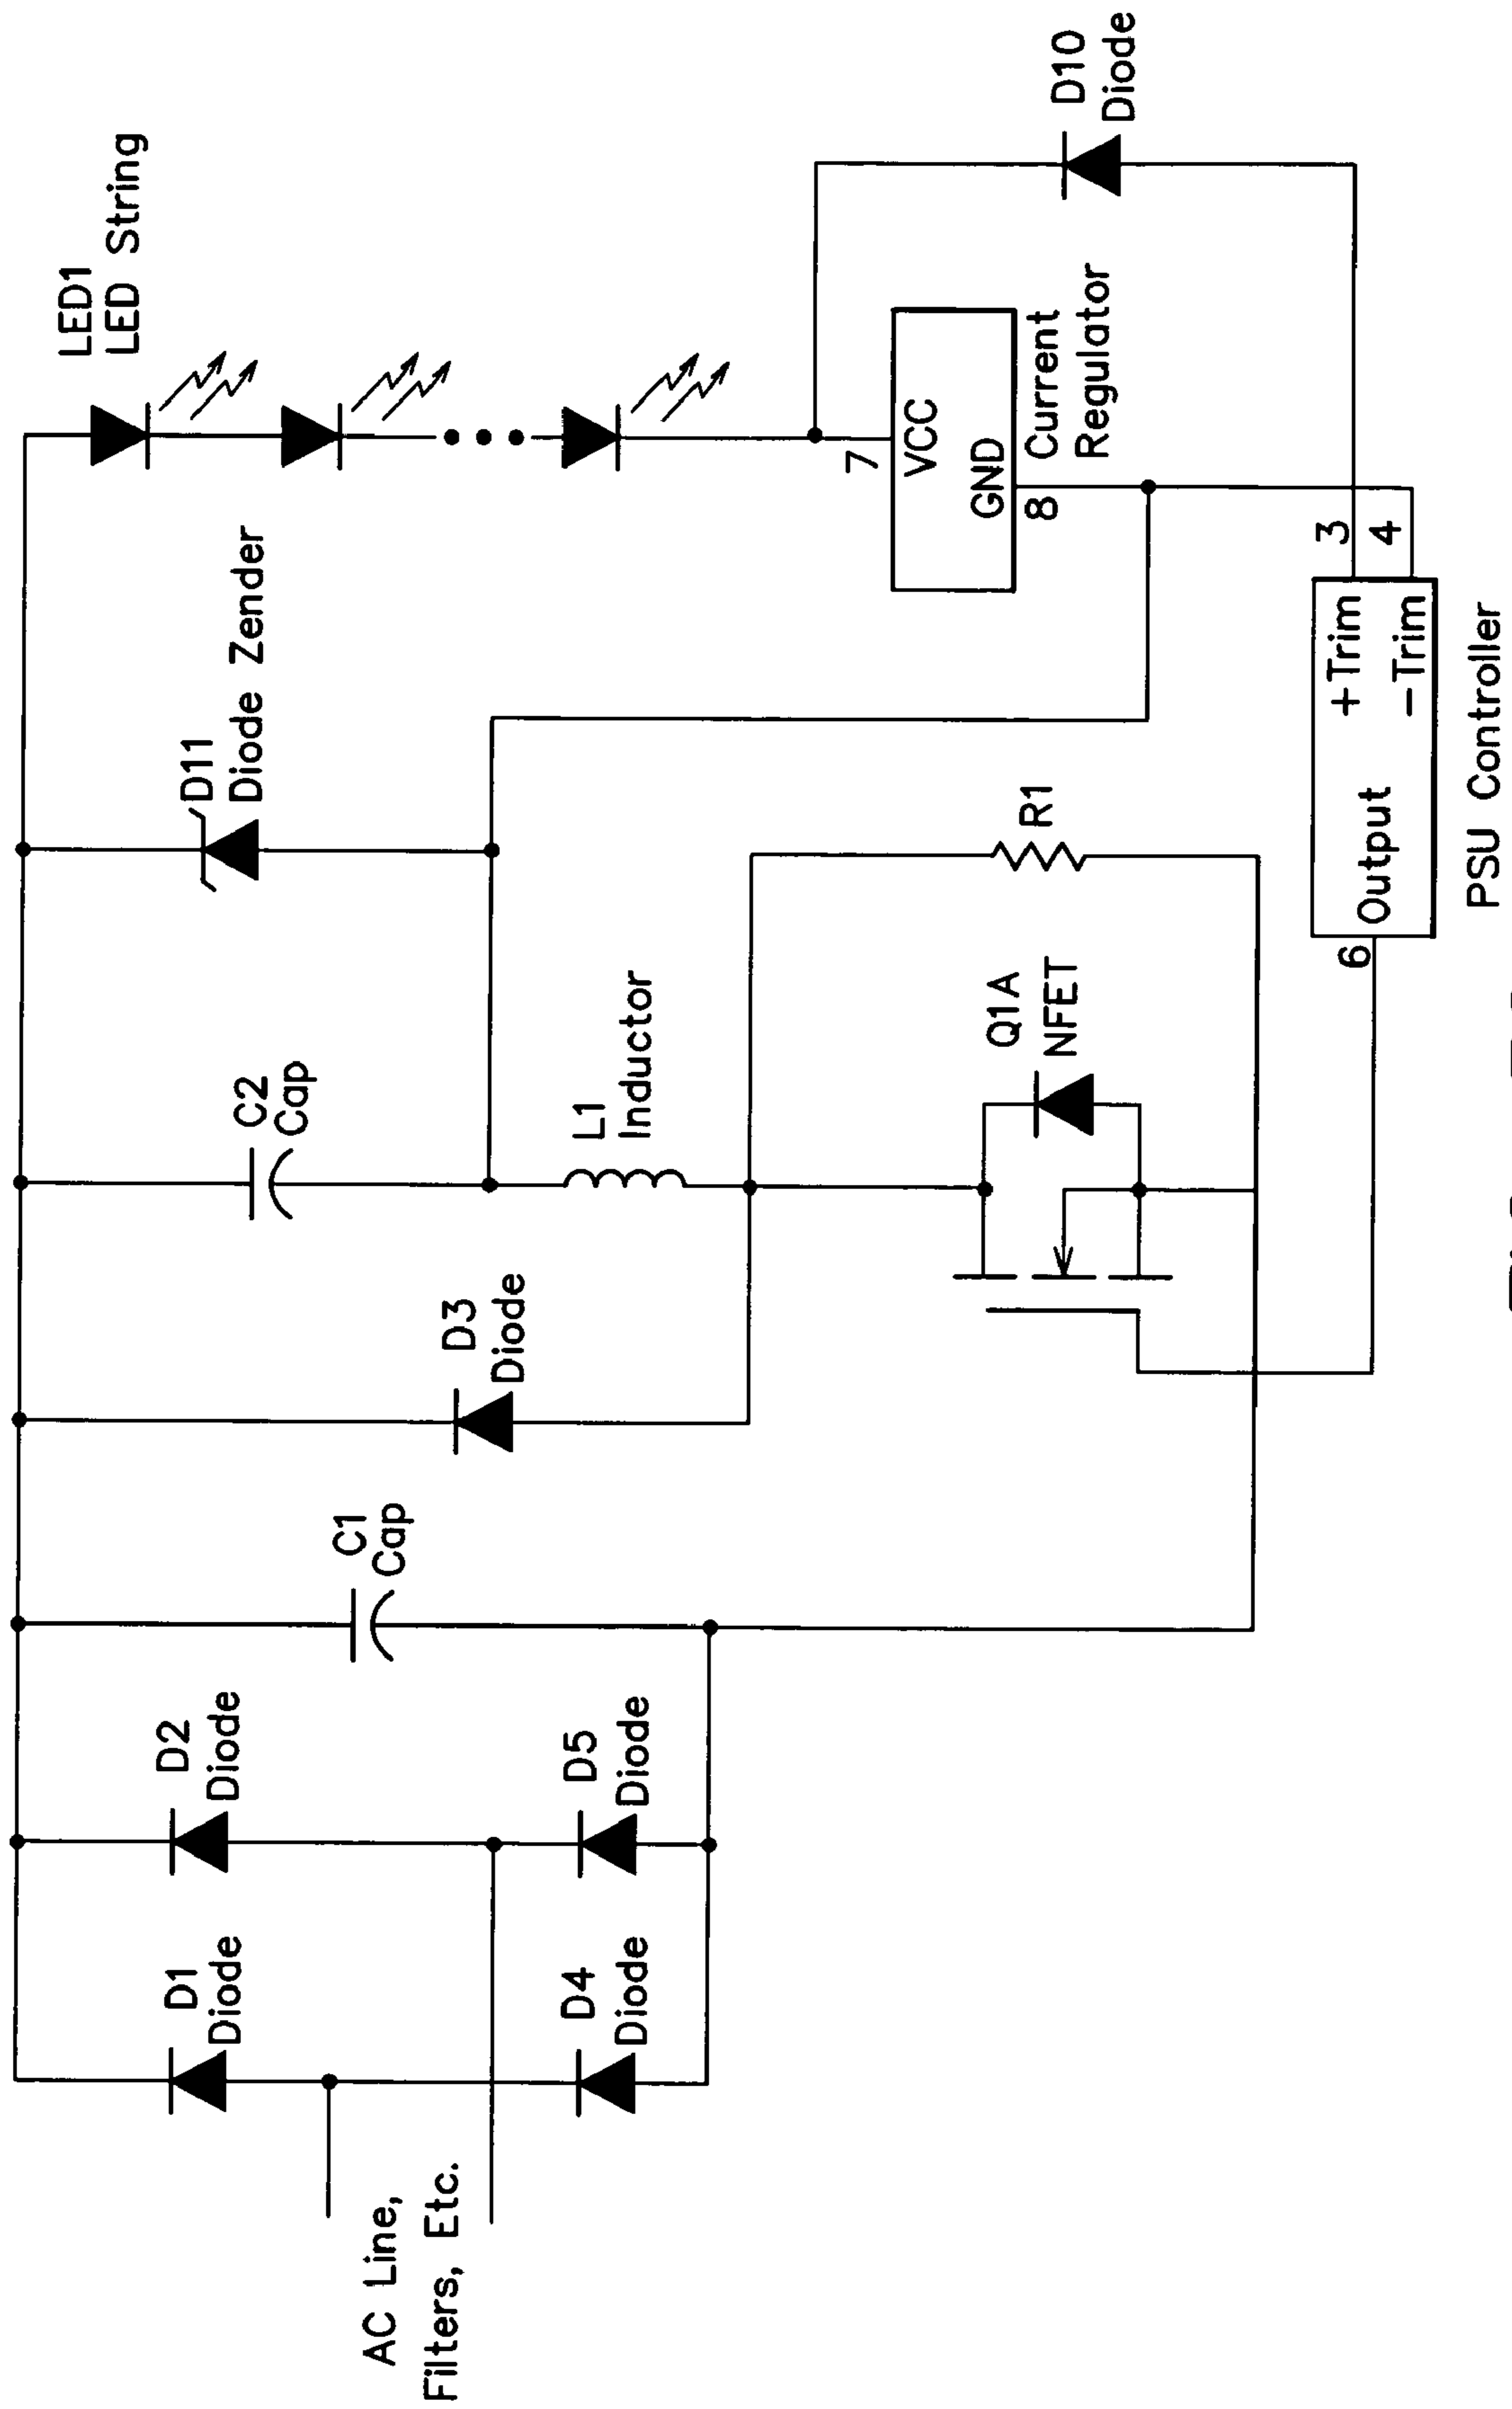 AC Line,
Filters, Etc.
D1
Diode
D2
Diode
D4
Diode
D5
Diode
C1
Cap
D3
Diode
C2
Cap
L1
Inductor
Q1A
NFET
R1
D11
Diode Zender
LED1
LED String
7
VCC
GND
8
Current
Regulator
D10
Diode
3
4
+Trim
−Trim
Output
6
PSU Controller